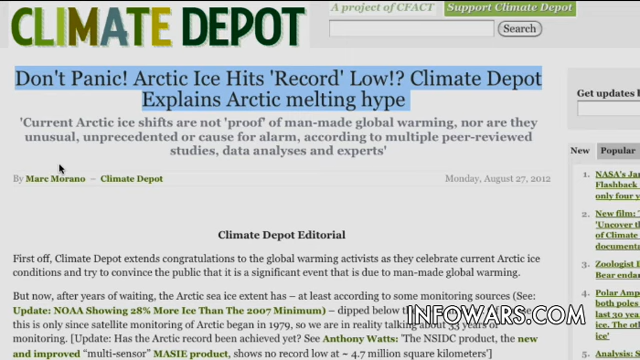 CLIMATE DEPOT
A project of CFACT
Support Climate Depot
Search
Don't Panic! Arctic Ice Hits 'Record' Low!? Climate Depot
Explains Arctic melting hype
'Current Arctic ice shifts are not 'proof' of man-made global warming, nor are they
unusual, unprecedented or cause for alarm, according to multiple peer-reviewed
studies, data analyses and experts'
By Marc Morano – Climate Depot
Monday, August 27, 2012
Climate Depot Editorial
First off, Climate Depot extends congratulations to the global warming activists as they celebrate current Arctic ice
conditions and try to convince the public that it is a significant event that is due to man-made global warming.
But now, after years of waiting, the Arctic sea ice extent has – at least according to some monitoring sources (See:
Update: NOAA Showing 28% More Ice Than The 2007 Minimum) – dipped below
this is only since satellite monitoring of Arctic began in 1979, so we are in reality talking about 33 years
monitoring. [Update: Has the Arctic record been achieved yet? See Anthony Watts: 'The NSIDC product, the
new and improved "multi-sensor" MASIE product, shows no record low at ~ 4.7 million square kilometers']
Get updates
New
Popular
1. NASA's Jan
Flashback
only four y
2. New film: '
'Uncover th
of Climate
documenta
3. Zoologist I
Bear endan
4. Polar Amp
both poles
last 30 year
ice. The
of the
5. Analysis:
INFOWARS.COM